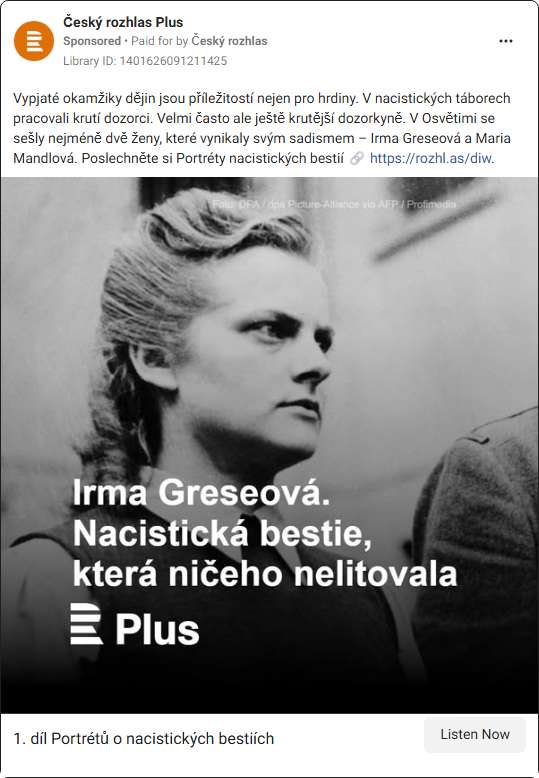 Český rozhlas Plus
Sponsored • Paid for by Český rozhlas
Library ID: 1401626091211425
Vypjaté okamžiky dějin jsou příležitostí nejen pro hrdiny. V nacistických táborech
pracovali krutí dozorci. Velmi často ale ještě krutější dozorkyně. V Osvětimi se
sešly nejméně dvě ženy, které vynikaly svým sadismem – Irma Greseová a Maria
Mandlová. Poslechněte si Portréty nacistických bestií 🔗 https://rozhl.as/diw.
Foto: DPA / dpa Picture-Alliance via AFP / Profimedia
Irma Greseová.
Nacistická bestie,
která ničeho nelitovala
Plus
1. díl Portrétů o nacistických bestiích
Listen Now